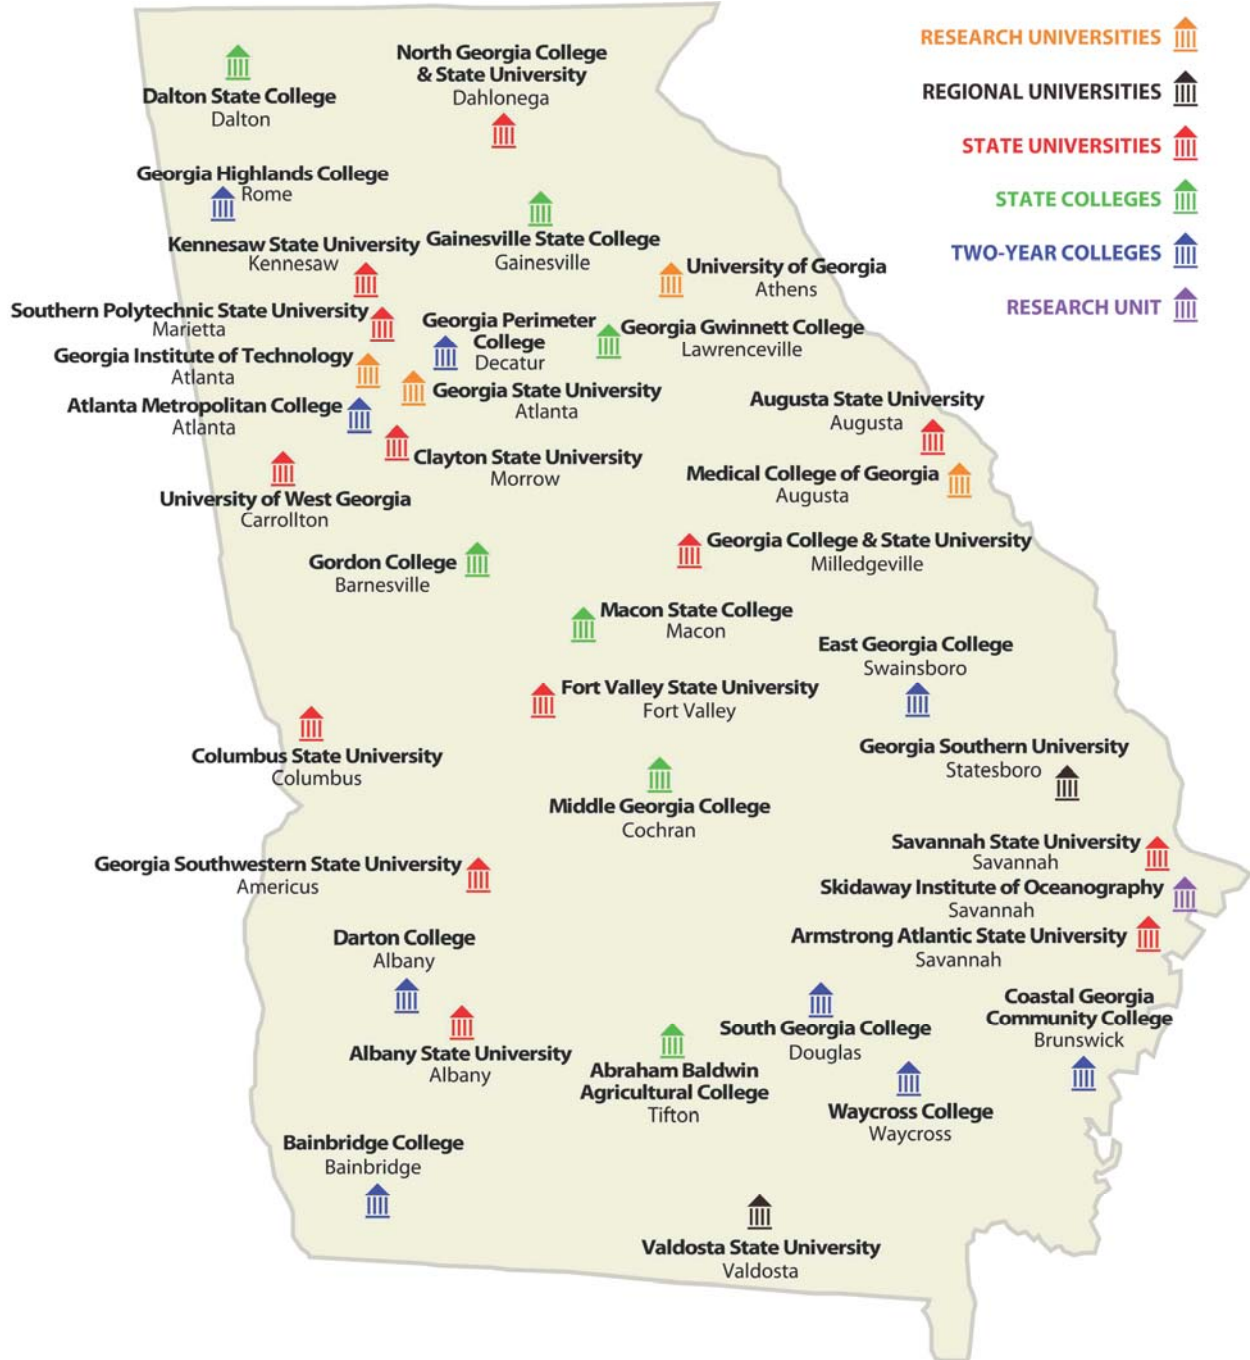 RESEARCH UNIVERSITIES
REGIONAL UNIVERSITIES
STATE UNIVERSITIES
STATE COLLEGES
TWO-YEAR COLLEGES
RESEARCH UNIT
Dalton State College
Dalton
North Georgia College
& State University
Dahlonega
Georgia Highlands College
Rome
Kennesaw State University
Kennesaw
Gainesville State College
Gainesville
University of Georgia
Athens
Southern Polytechnic State University
Marietta
Georgia Perimeter
College
Decatur
Georgia Gwinnett College
Lawrenceville
Georgia Institute of Technology
Atlanta
Georgia State University
Atlanta
Atlanta Metropolitan College
Atlanta
Augusta State University
Augusta
Clayton State University
Morrow
Medical College of Georgia
Augusta
University of West Georgia
Carrollton
Georgia College & State University
Milledgeville
Gordon College
Barnesville
Macon State College
Macon
East Georgia College
Swainsboro
Fort Valley State University
Fort Valley
Columbus State University
Columbus
Georgia Southern University
Statesboro
Middle Georgia College
Cochran
Savannah State University
Savannah
Georgia Southwestern State University
Americus
Skidaway Institute of Oceanography
Savannah
Armstrong Atlantic State University
Savannah
Darton College
Albany
Coastal Georgia
Community College
Brunswick
South Georgia College
Douglas
Albany State University
Albany
Abraham Baldwin
Agricultural College
Tifton
Waycross College
Waycross
Bainbridge College
Bainbridge
Valdosta State University
Valdosta